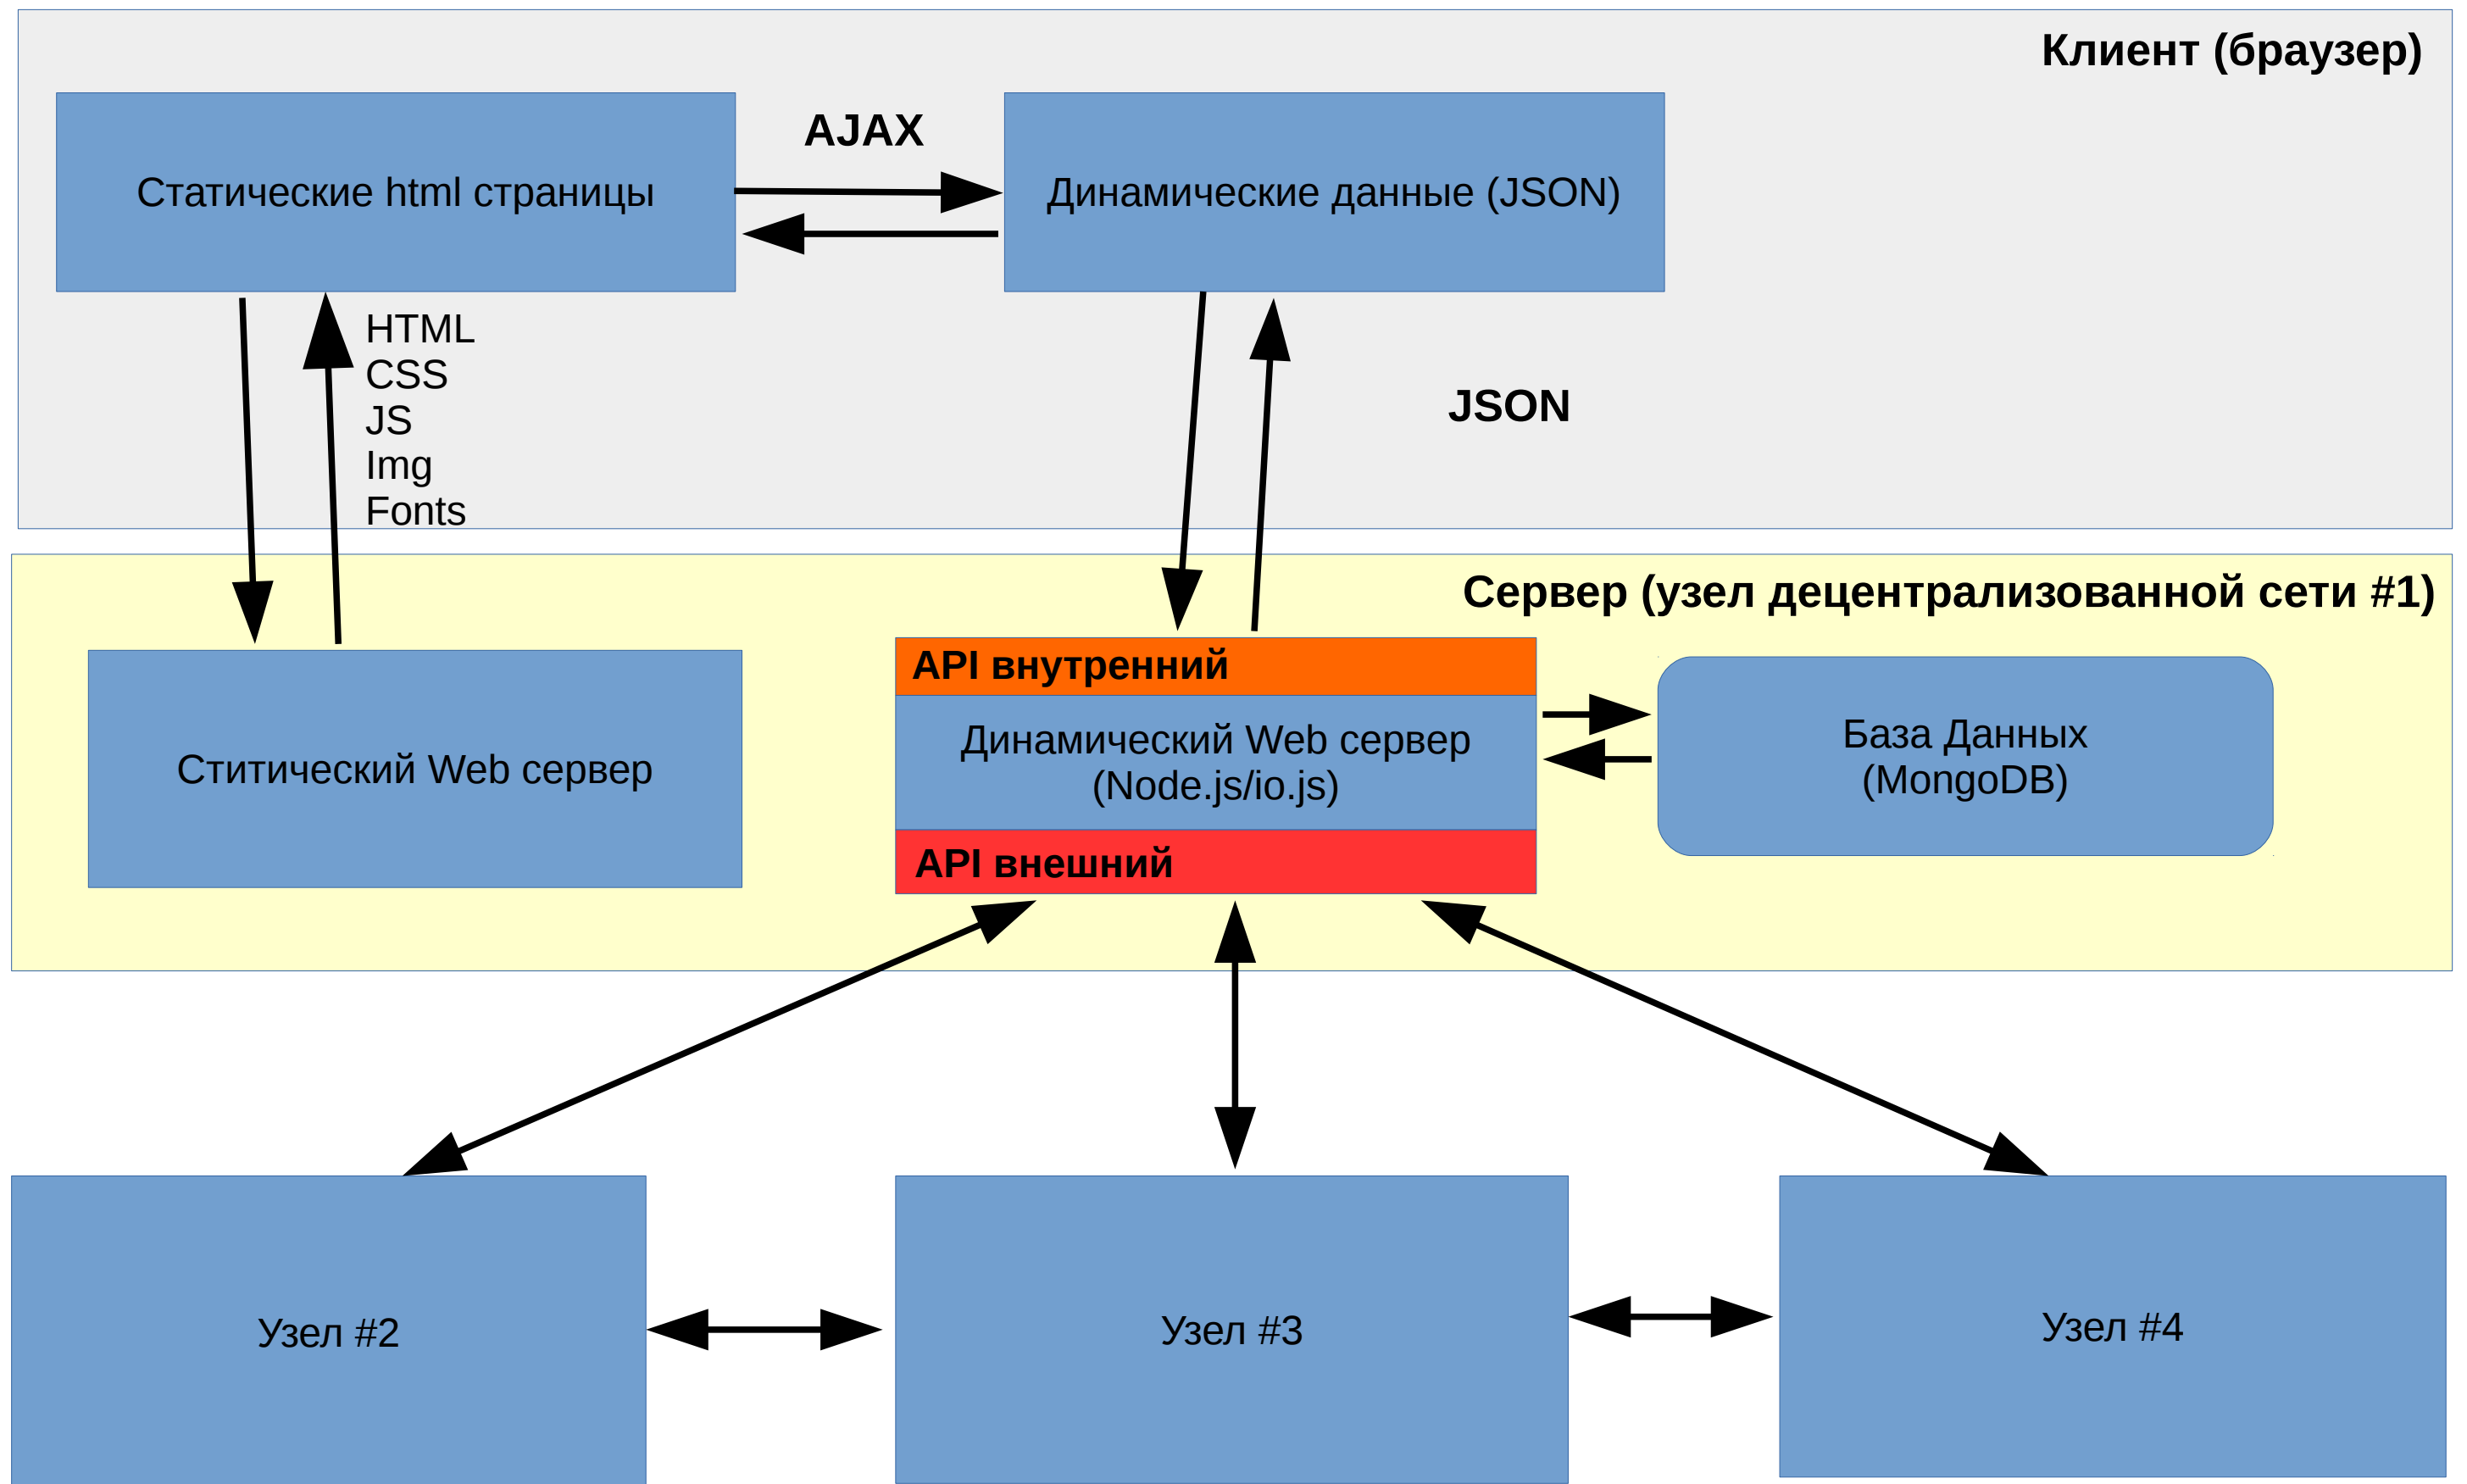 Клиент (браузер)
AJAX
Статические html страницы
Динамические данные (JSON)
HTML
CSS
JS
Img
Fonts
JSON
Сервер (узел децентрализованной сети #1)
API внутренний
Ститический Web сервер
Динамический Web сервер
(Node.js/io.js)
База Данных
(MongoDB)
API внешний
Узел #2
Узел #3
Узел #4